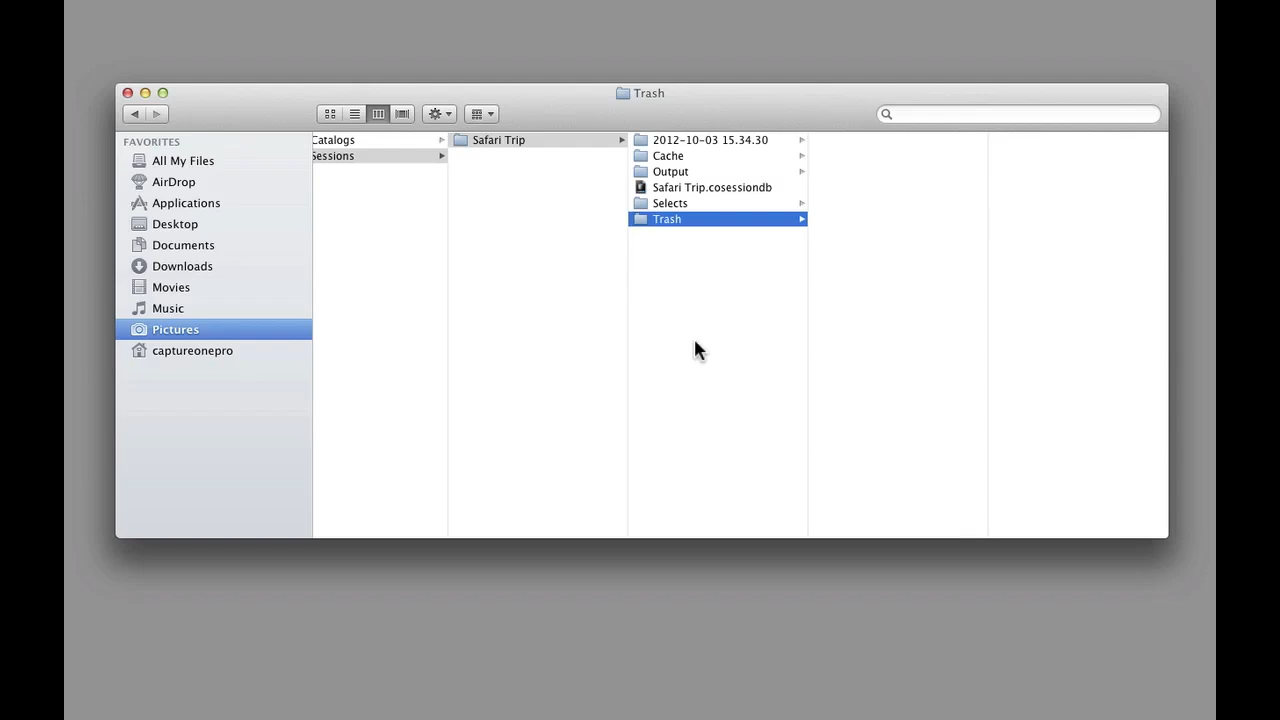 Trash
FAVORITES
All My Files
AirDrop
Applications
Desktop
Documents
Downloads
Movies
Music
Pictures
captureonepro
Catalogs
Sessions
Safari Trip
2012-10-03 15.34.30
Cache
Output
Safari Trip.cosessiondb
Selects
Trash